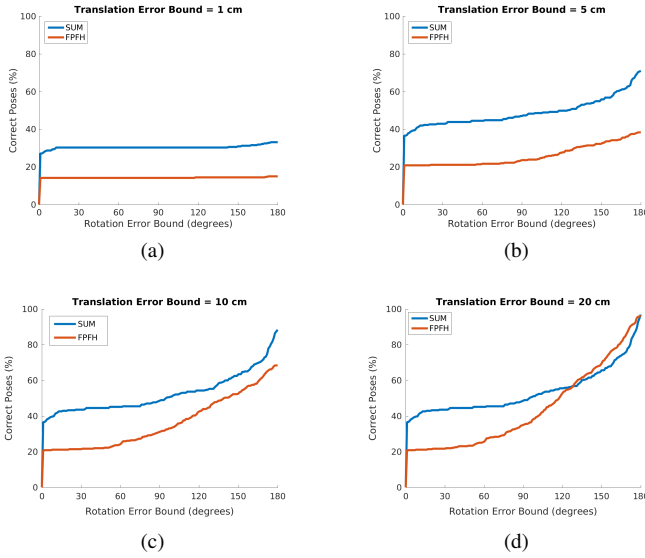 Translation Error Bound = 1 cm
100
80
60
40
20
0
Correct Poses (%)
SUM
FPFH
0 30 60 90 120 150 180
Rotation Error Bound (degrees)
(a)
Translation Error Bound = 5 cm
100
80
60
40
20
0
Correct Poses (%)
SUM
FPFH
0 30 60 90 120 150 180
Rotation Error Bound (degrees)
(b)
Translation Error Bound = 10 cm
100
80
60
40
20
0
Correct Poses (%)
SUM
FPFH
0 30 60 90 120 150 180
Rotation Error Bound (degrees)
(c)
Translation Error Bound = 20 cm
100
80
60
40
20
0
Correct Poses (%)
SUM
FPFH
0 30 60 90 120 150 180
Rotation Error Bound (degrees)
(d)